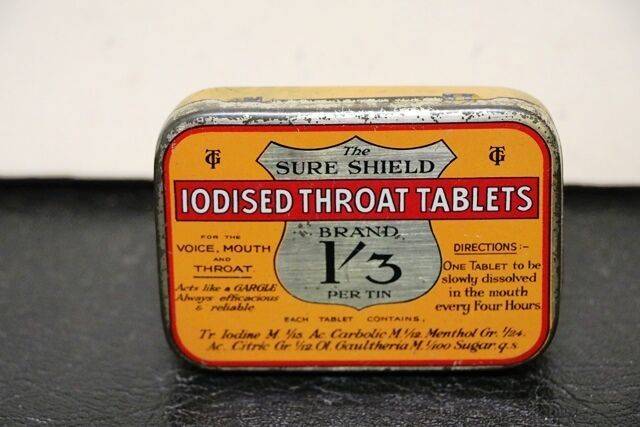 TG
TG
The
SURE SHIELD
IODISED THROAT TABLETS
BRAND
1/3
PER TIN
FOR THE
VOICE, MOUTH
AND
THROAT.
Acts like a GARGLE
Always efficacious
& reliable
DIRECTIONS :-
ONE TABLET to be
slowly dissolved
in the mouth
every Four Hours
EACH TABLET CONTAINS,
Tr Iodine M. 1/15 Ac. Carbolic M. 1/12 Menthol Gr. 1/24.
Ac. Citric Gr 1/12 Ol. Gaultheria M. 1/100 Sugar. q.s